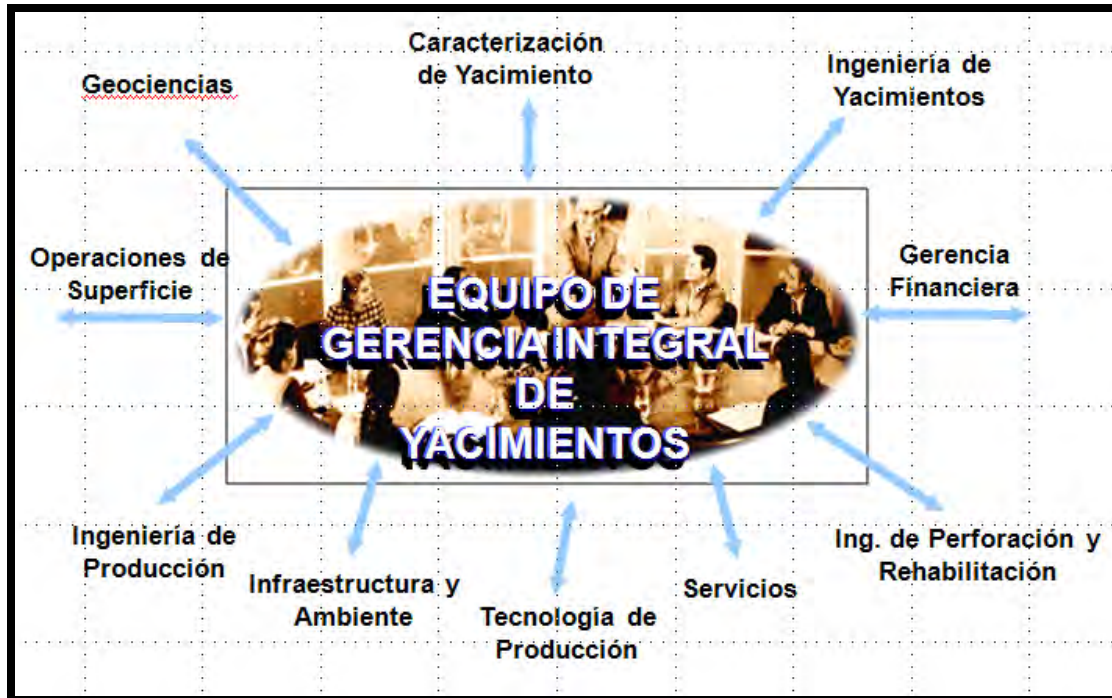 Caracterización
de Yacimiento
Geociencias
Ingeniería de
Yacimientos
Operaciones de
Superficie
Gerencia
Financiera
EQUIPO DE
GERENCIA INTEGRAL
DE
YACIMIENTOS
Ingeniería de
Producción
Infraestructura y
Ambiente
Tecnología de
Producción
Servicios
Ing. de Perforación y
Rehabilitación